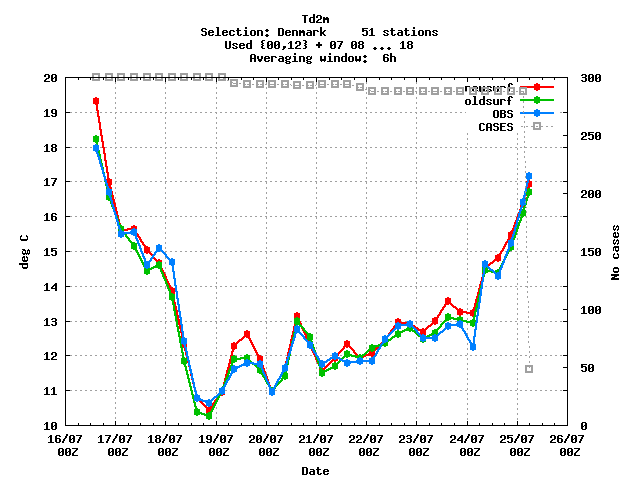 Td2m
Selection: Denmark     51 stations
Used {00,12} + 07 08 ... 18
Averaging window:  6h
20
19
18
17
16
15
14
13
12
11
10
deg C
300
250
200
150
100
50
0
No cases
newsurf
oldsurf
OBS
CASES
16/07 17/07 18/07 19/07 20/07 21/07 22/07 23/07 24/07 25/07 26/07
00Z 00Z 00Z 00Z 00Z 00Z 00Z 00Z 00Z 00Z 00Z
Date